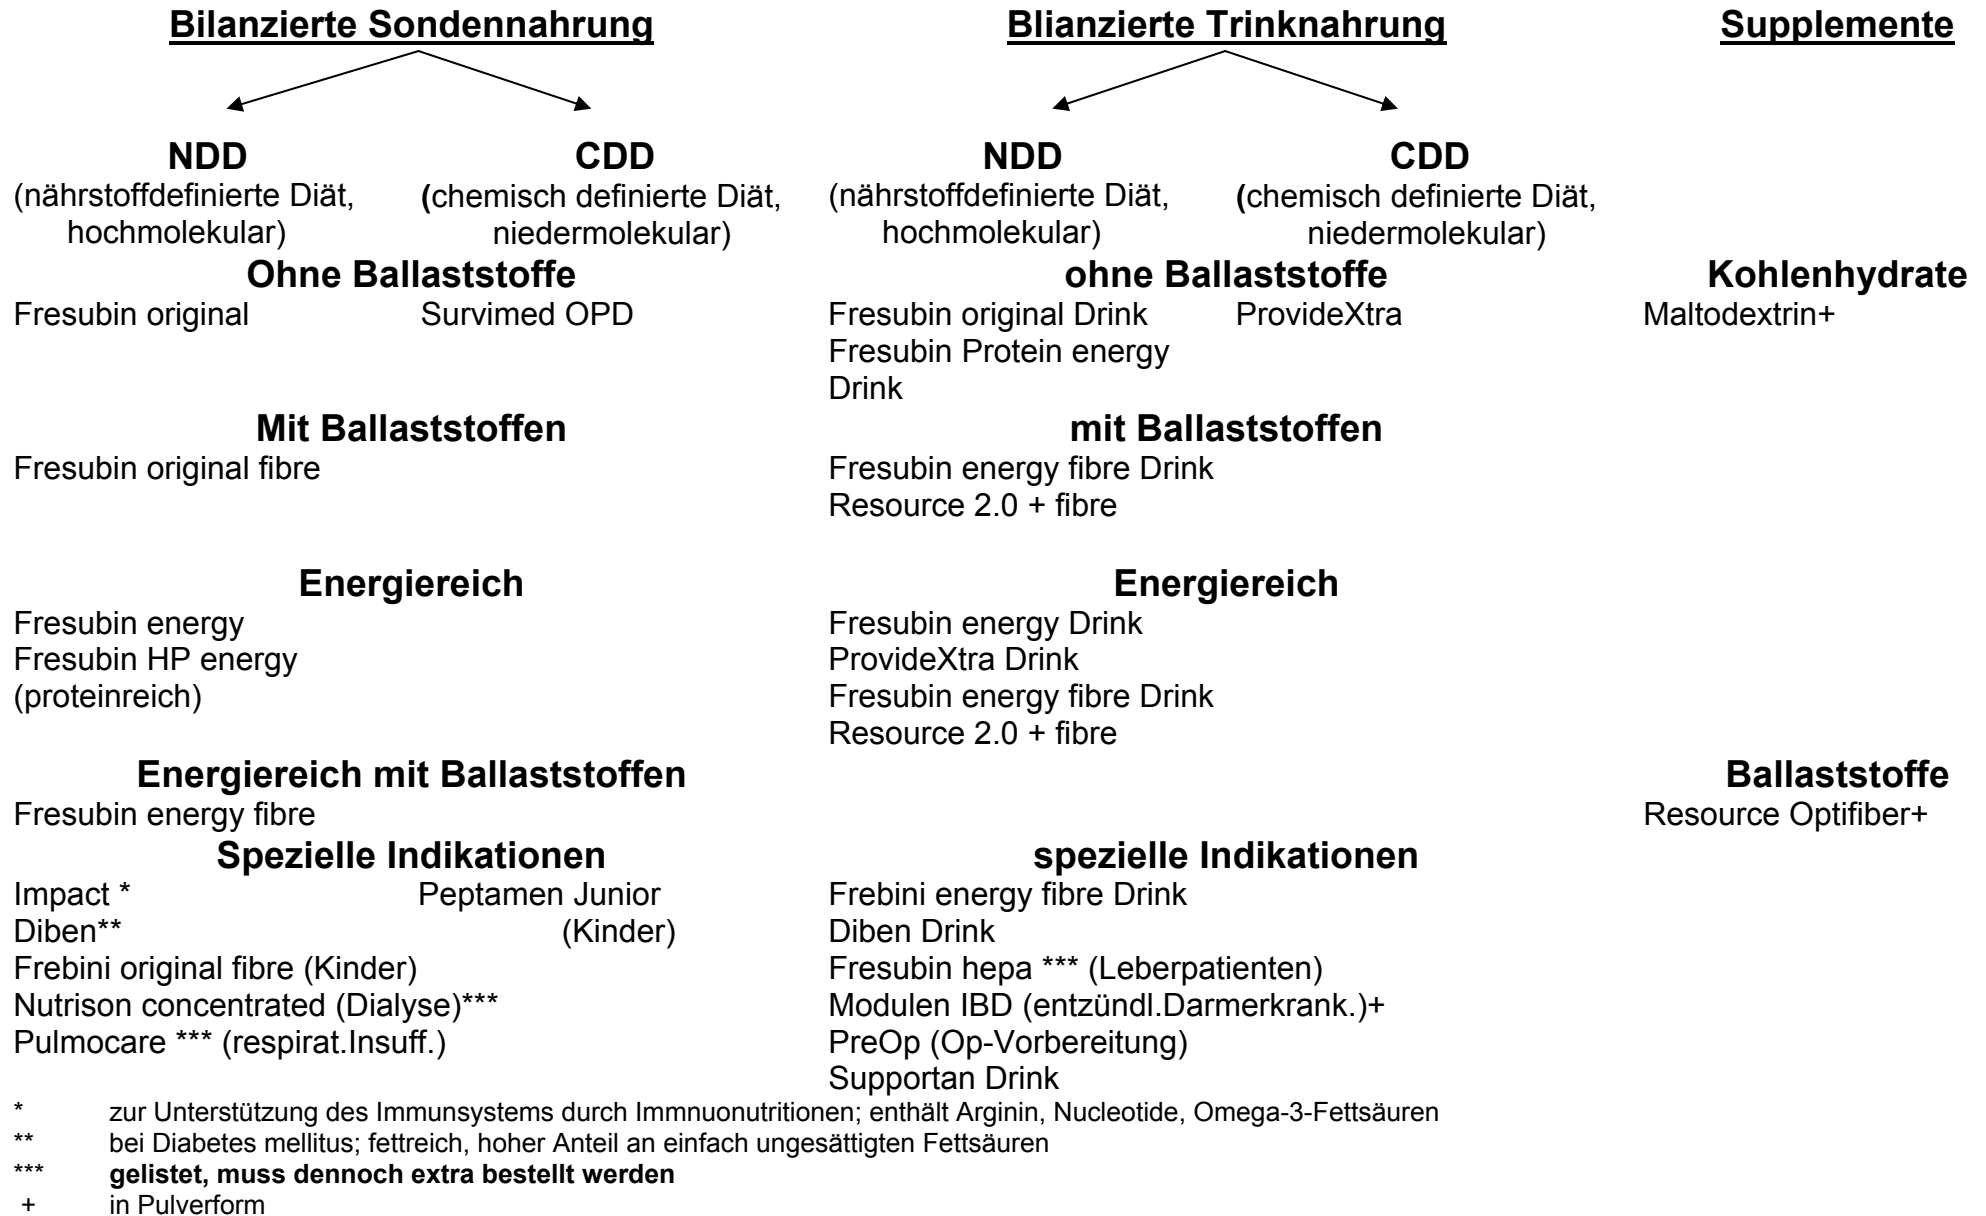 Bilanzierte Sondennahrung Blianzierte Trinknahrung Supplemente
NDD CDD NDD CDD
(nährstoffdefinierte Diät, (chemisch definierte Diät, (nährstoffdefinierte Diät, (chemisch definierte Diät,
hochmolekular) niedermolekular) hochmolekular) niedermolekular)
Ohne Ballaststoffe ohne Ballaststoffe Kohlenhydrate
Fresubin original Survimed OPD Fresubin original Drink ProvideXtra Maltodextrin+
Fresubin Protein energy
Drink
Mit Ballaststoffen mit Ballaststoffen
Fresubin original fibre Fresubin energy fibre Drink
Resource 2.0 + fibre
Energiereich Energiereich
Fresubin energy Fresubin energy Drink
Fresubin HP energy ProvideXtra Drink
(proteinreich) Fresubin energy fibre Drink
Resource 2.0 + fibre
Energiereich mit Ballaststoffen Ballaststoffe
Fresubin energy fibre Resource Optifiber+
Spezielle Indikationen spezielle Indikationen
Impact * Peptamen Junior Frebini energy fibre Drink
Diben** (Kinder) Diben Drink
Frebini original fibre (Kinder) Fresubin hepa *** (Leberpatienten)
Nutrison concentrated (Dialyse)*** Modulen IBD (entzündl.Darmerkrank.)+
Pulmocare *** (respirat.Insuff.) PreOp (Op-Vorbereitung)
Supportan Drink
* zur Unterstützung des Immunsystems durch Immnuonutritionen; enthält Arginin, Nucleotide, Omega-3-Fettsäuren
** bei Diabetes mellitus; fettreich, hoher Anteil an einfach ungesättigten Fettsäuren
*** gelistet, muss dennoch extra bestellt werden
+ in Pulverform